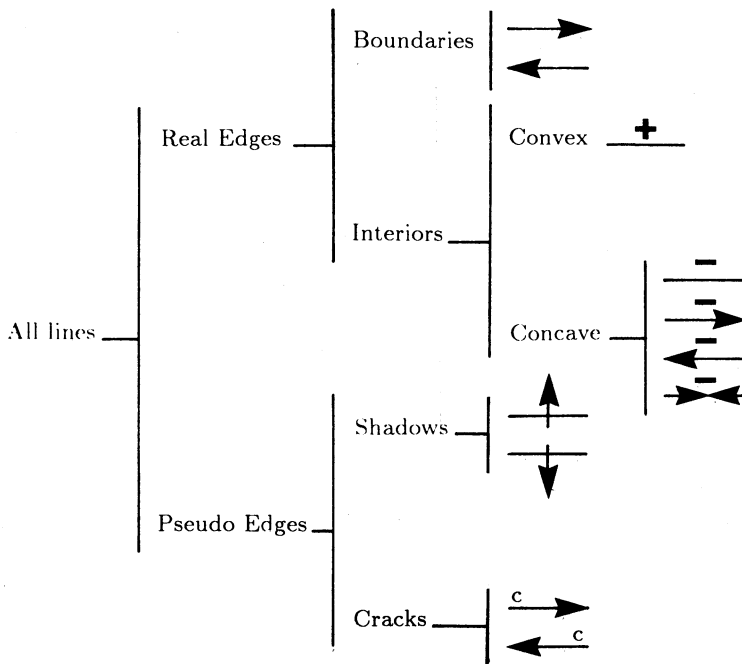 Boundaries
Real Edges
Convex
+
Interiors
-
-
All lines
Concave
-
-
Shadows
Pseudo Edges
c
Cracks
c